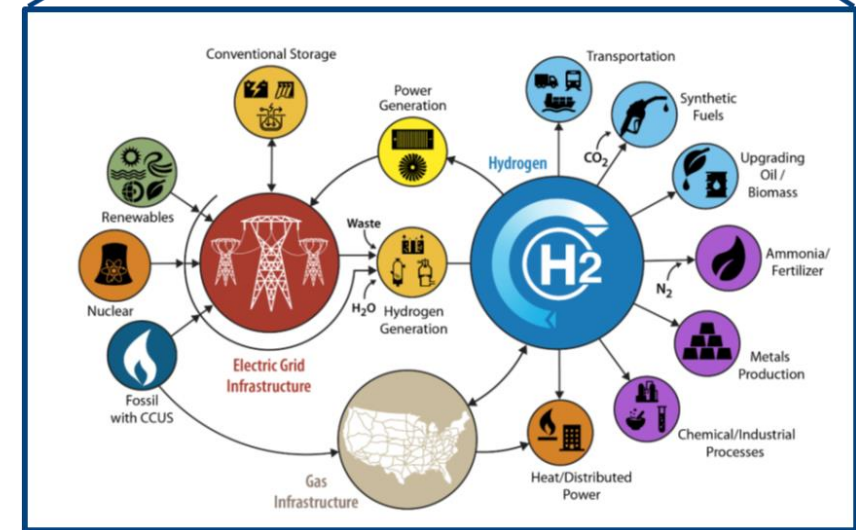 Conventional Storage
Transportation
Power
Generation
Hydrogen
Synthetic
Fuels
CO2
Upgrading
Oil /
Biomass
Renewables
Waste
H2
Ammonia/
Fertilizer
N2
Nuclear
H2O
Hydrogen
Generation
Electric Grid
Infrastructure
Metals
Production
Fossil
with CCUS
Chemical/Industrial
Processes
Gas
Infrastructure
Heat/Distributed
Power